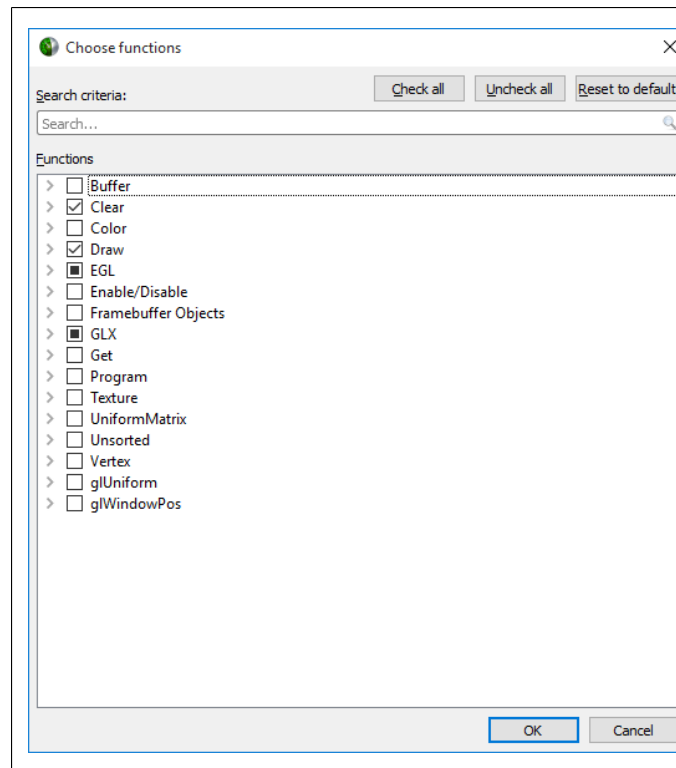 Choose functions
Search criteria:
Check all
Uncheck all
Reset to default
Search...
Functions
Buffer
Clear
Color
Draw
EGL
Enable/Disable
Framebuffer Objects
GLX
Get
Program
Texture
UniformMatrix
Unsorted
Vertex
glUniform
glWindowPos
OK
Cancel